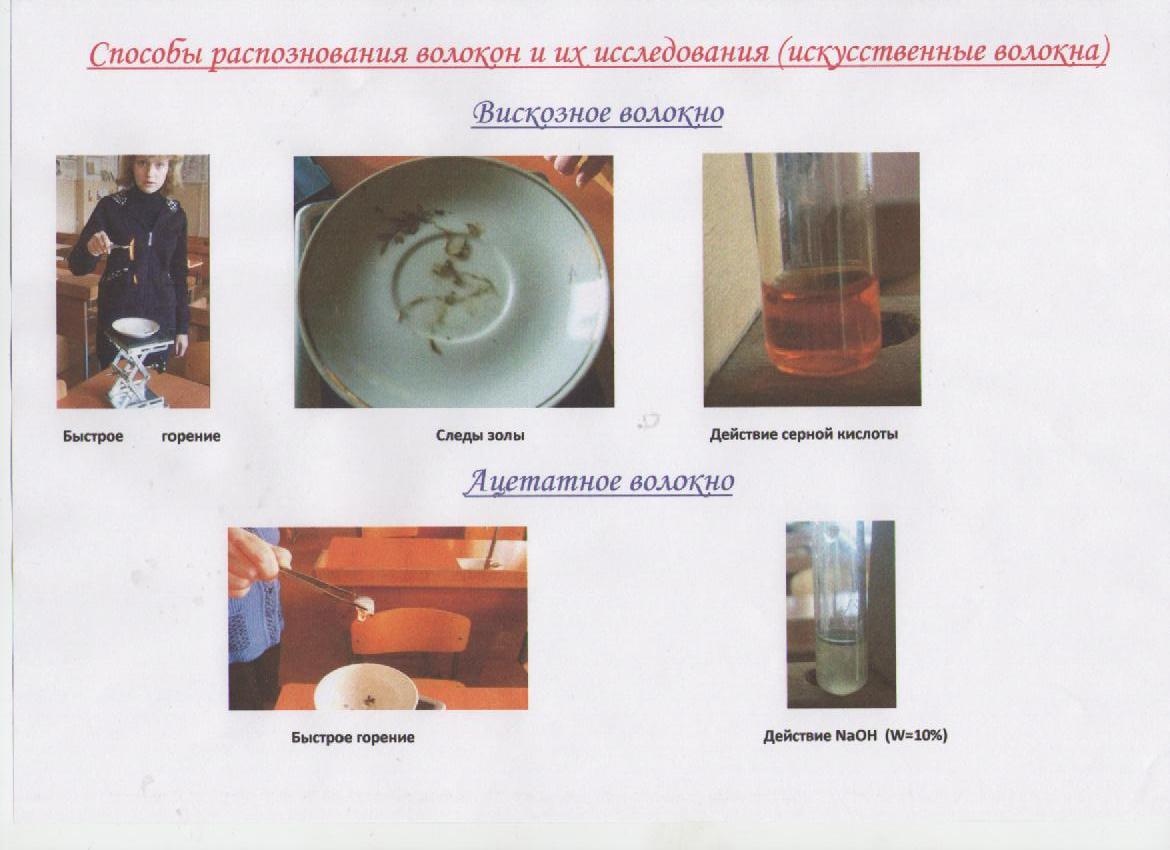 Способы распознования волокон и их исследования (искусственные волокна)
Вискозное волокно
Быстрое горение
Следы золы
Действие серной кислоты
Ацетатное волокно
Быстрое горение
Действие NaOH (W=10%)